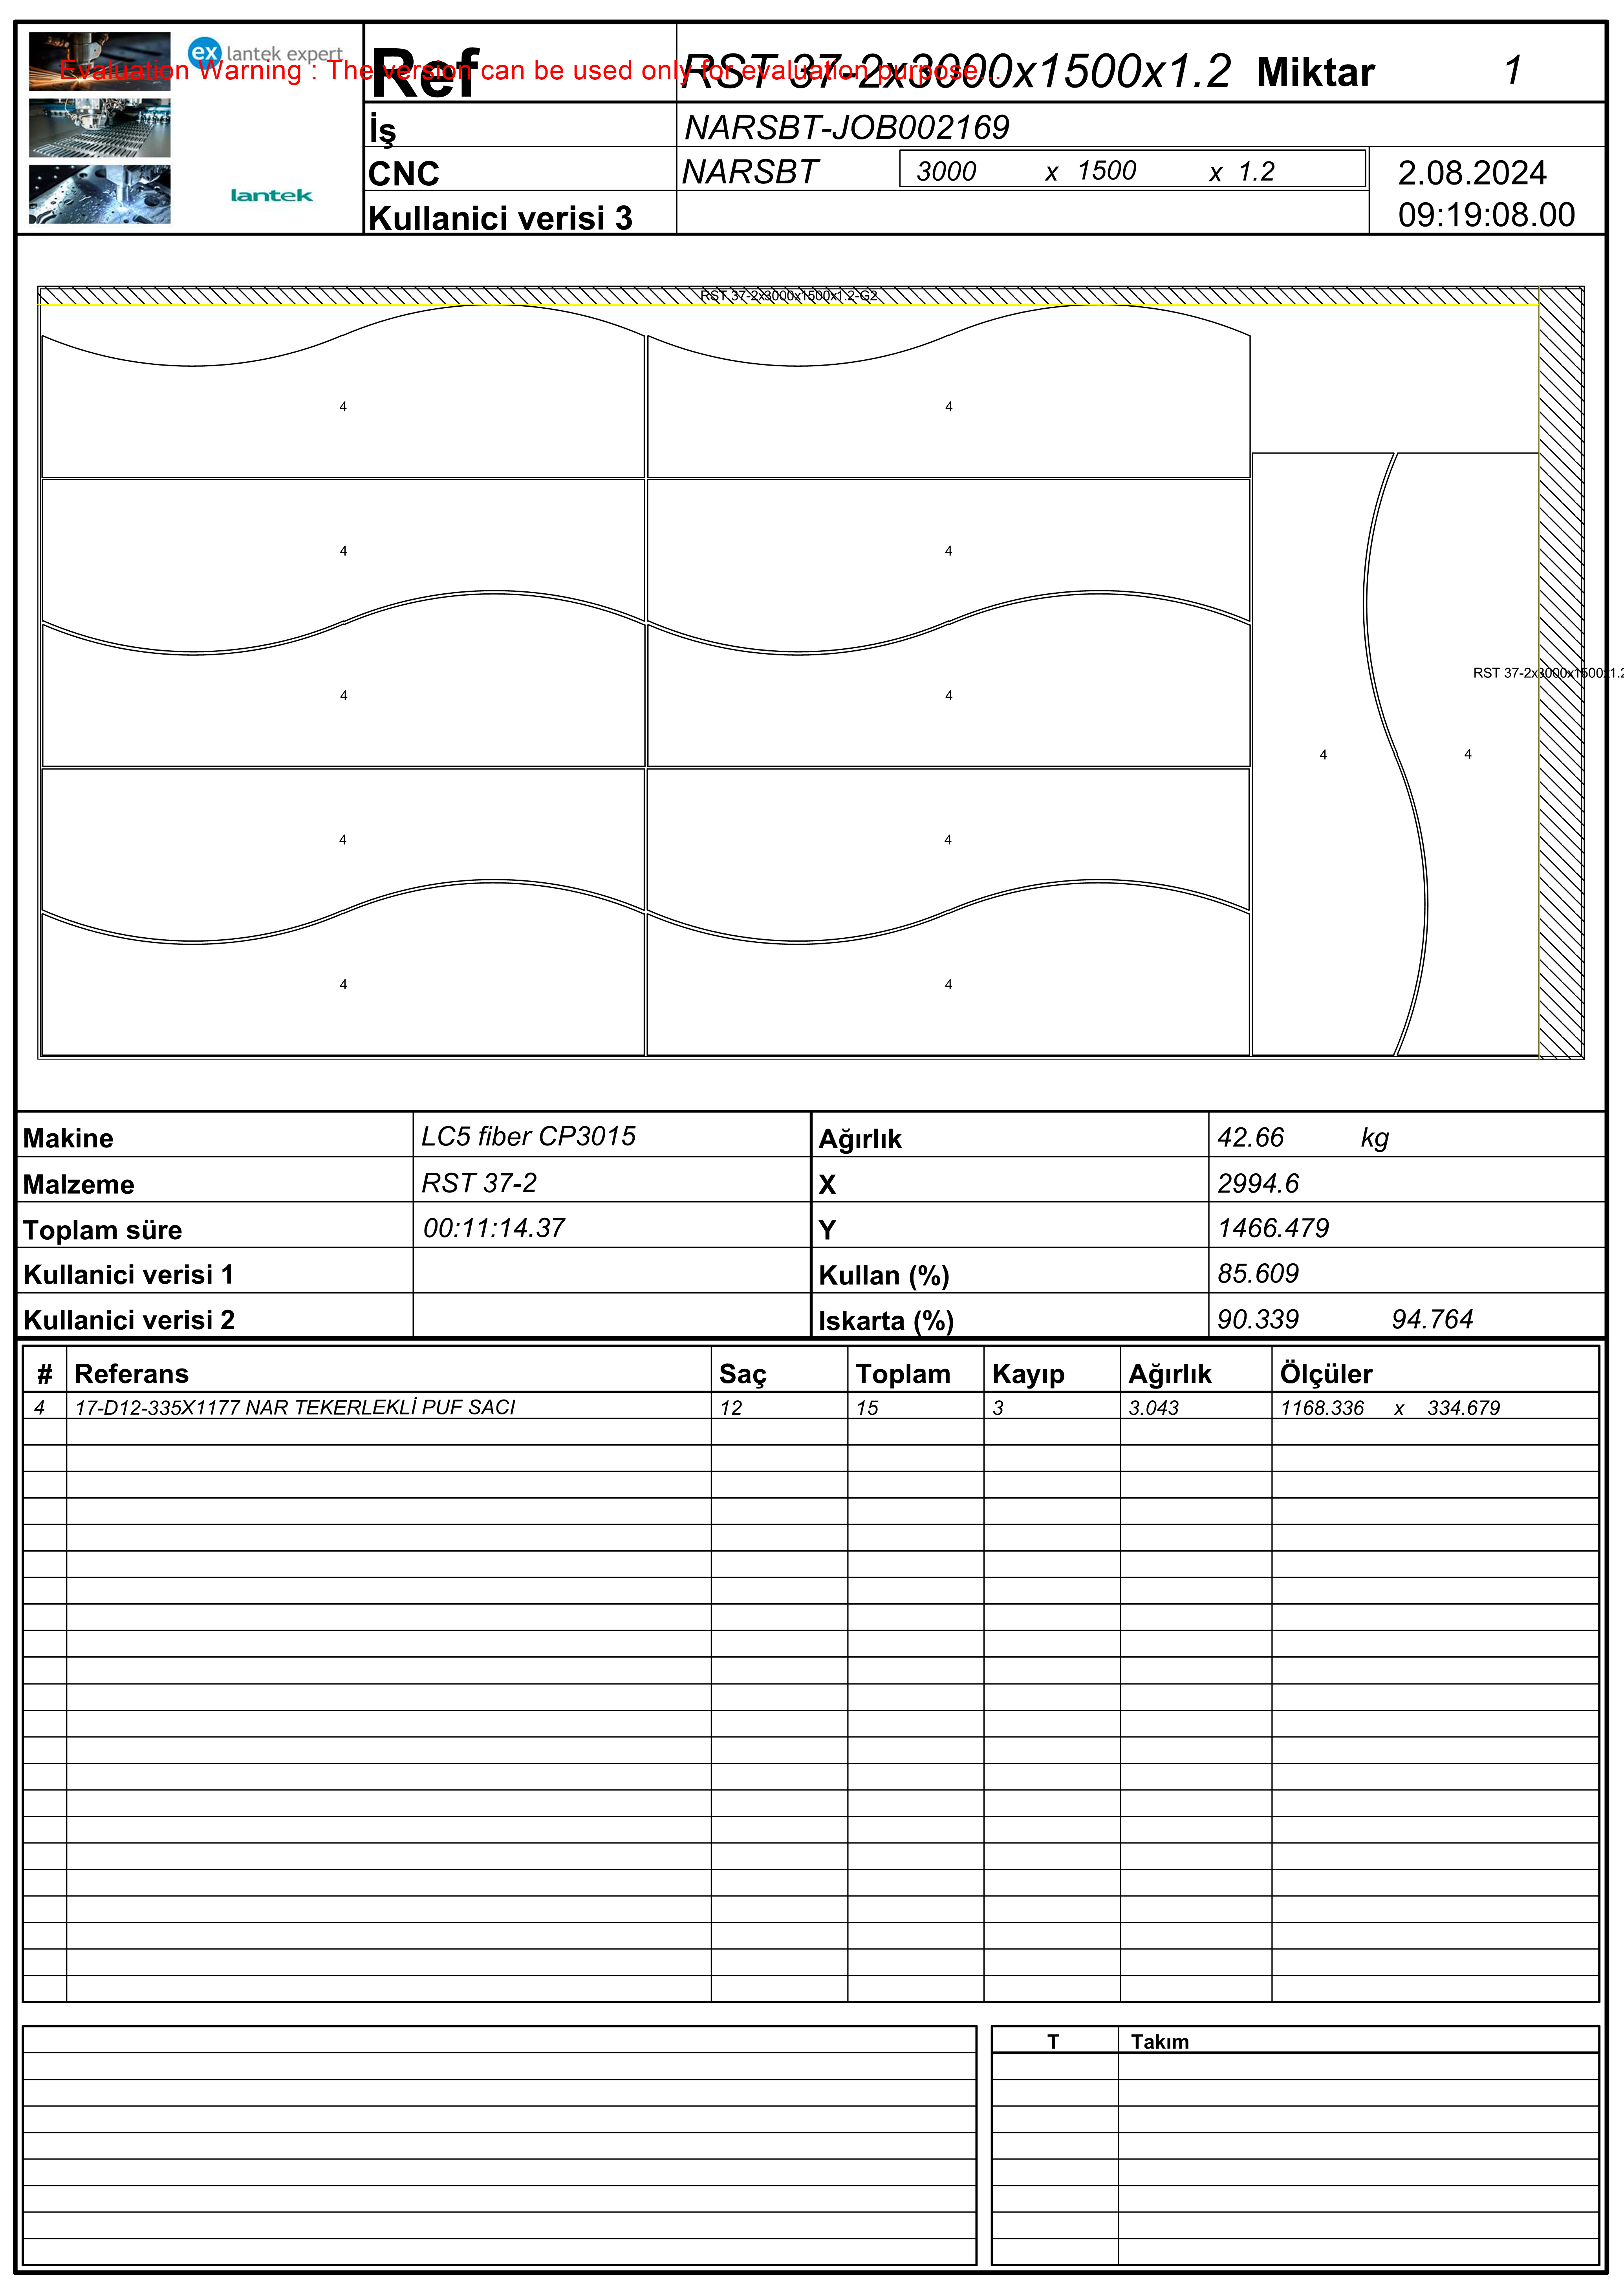 ex lantek expert
Evaluation Warning : The version can be used only for evaluation purpose...
Ref RST 37-2x3000x1500x1.2 Miktar 1
İş NARSBT-JOB002169
CNC NARSBT 3000 x 1500 x 1.2 2.08.2024
lantek
Kullanici verisi 3 09:19:08.00
RST 37-2x3000x1500x1.2-G2
4 4
4 4
RST 37-2x3000x1500x1.2
4 4
4 4
4 4
4 4
Makine LC5 fiber CP3015 Ağırlık 42.66 kg
Malzeme RST 37-2 X 2994.6
Toplam süre 00:11:14.37 Y 1466.479
Kullanici verisi 1 Kullan (%) 85.609
Kullanici verisi 2 Iskarta (%) 90.339 94.764
# Referans Saç Toplam Kayıp Ağırlık Ölçüler
4 17-D12-335X1177 NAR TEKERLEKLİ PUF SACI 12 15 3 3.043 1168.336 x 334.679
T Takım